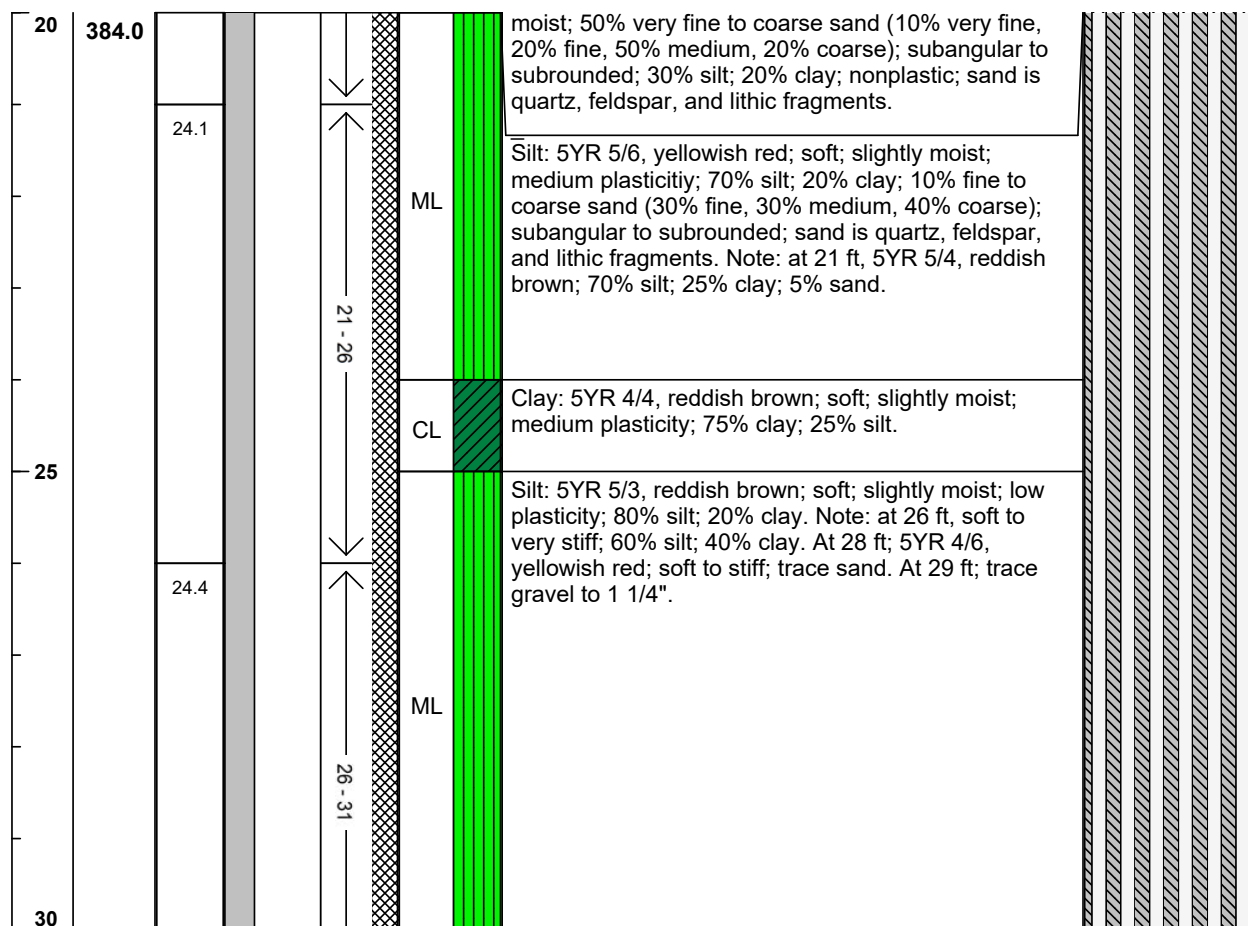 20
384.0
moist; 50% very fine to coarse sand (10% very fine,
20% fine, 50% medium, 20% coarse); subangular to
subrounded; 30% silt; 20% clay; nonplastic; sand is
quartz, feldspar, and lithic fragments.
24.1
21 - 26
ML
Silt: 5YR 5/6, yellowish red; soft; slightly moist;
medium plasticitiy; 70% silt; 20% clay; 10% fine to
coarse sand (30% fine, 30% medium, 40% coarse);
subangular to subrounded; sand is quartz, feldspar,
and lithic fragments. Note: at 21 ft, 5YR 5/4, reddish
brown; 70% silt; 25% clay; 5% sand.
CL
Clay: 5YR 4/4, reddish brown; soft; slightly moist;
medium plasticity; 75% clay; 25% silt.
25
Silt: 5YR 5/3, reddish brown; soft; slightly moist; low
plasticity; 80% silt; 20% clay. Note: at 26 ft, soft to
very stiff; 60% silt; 40% clay. At 28 ft; 5YR 4/6,
yellowish red; soft to stiff; trace sand. At 29 ft; trace
gravel to 1 1/4".
24.4
26 - 31
ML
30